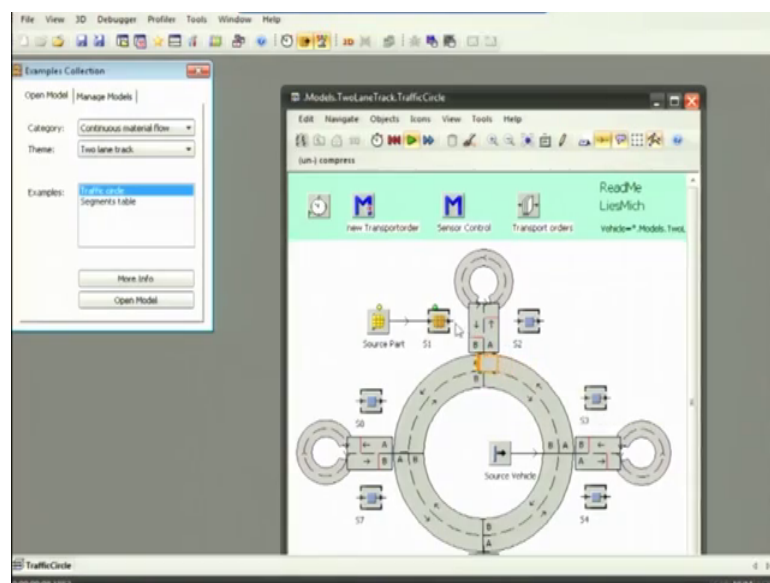 File View 3D Debugger Profiler Tools Window Help
Examples Collection
Open Model Manage Models
Category: Continuous material flow
Theme: Two lane track
Examples: Traffic circle
Segments table
More Info
Open Model
.Models.TwoLaneTrack.TrafficCircle
Edit Navigate Objects Icons View Tools Help
(un-) compress
ReadMe
LiesMich
new Transportorder Sensor Control Transport orders Vehicle=*.Models.TwoL
Source Part S1 S2
B A
B
S8 S3
← A B A B ←
→ B A B A →
Source Vehicle
S7 S4
B
A
TrafficCircle